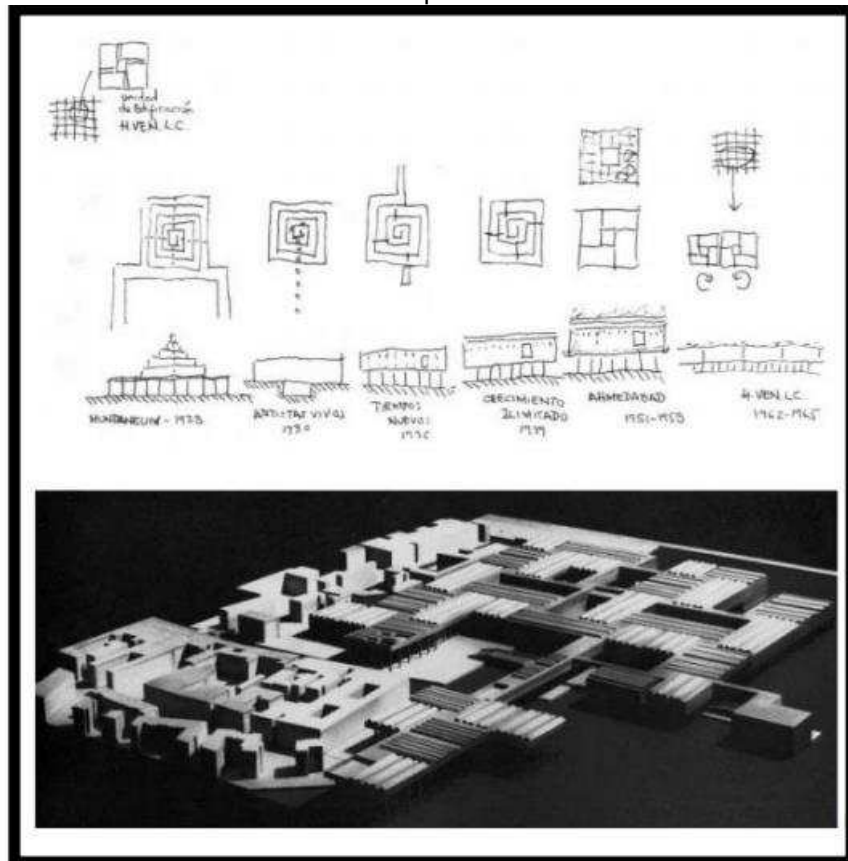 unidad
de Edificación
H.VEN.L.C.
MUNDANEUM - 1928
ARTISTAS VIVOS
1930
TIEMPOS
NUEVOS
1936
CRECIMIENTO
ILIMITADO
1939
AHMEDABAD
1951-1958
H.VEN.L.C.
1962-1965